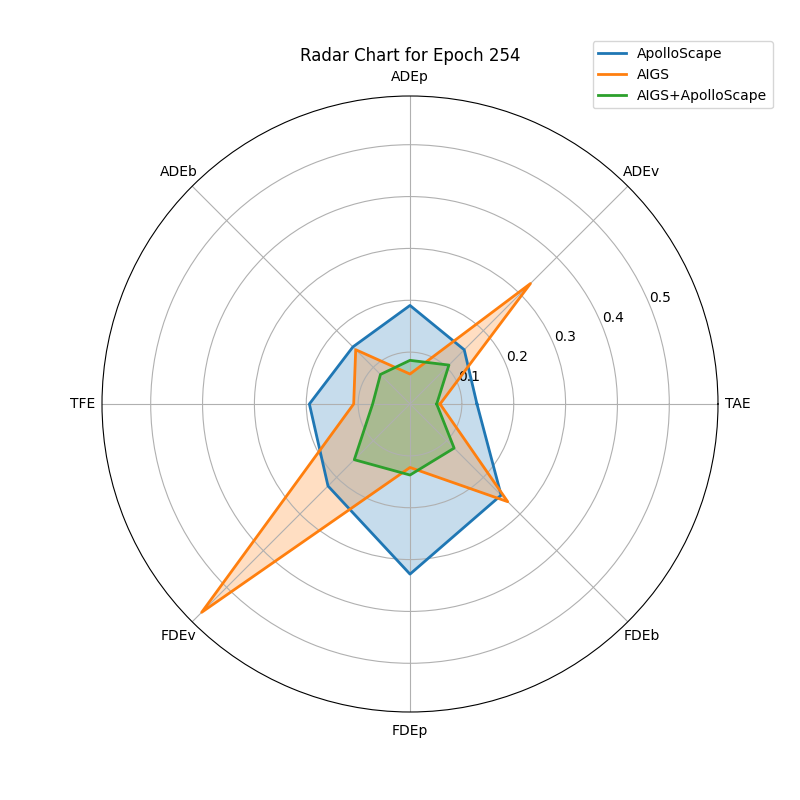 Radar Chart for Epoch 254
ApolloScape
AIGS
AIGS+ApolloScape
ADEp
ADEb
ADEv
0.5
0.4
0.3
0.2
0.1
TFE
TAE
FDEv
FDEb
FDEp